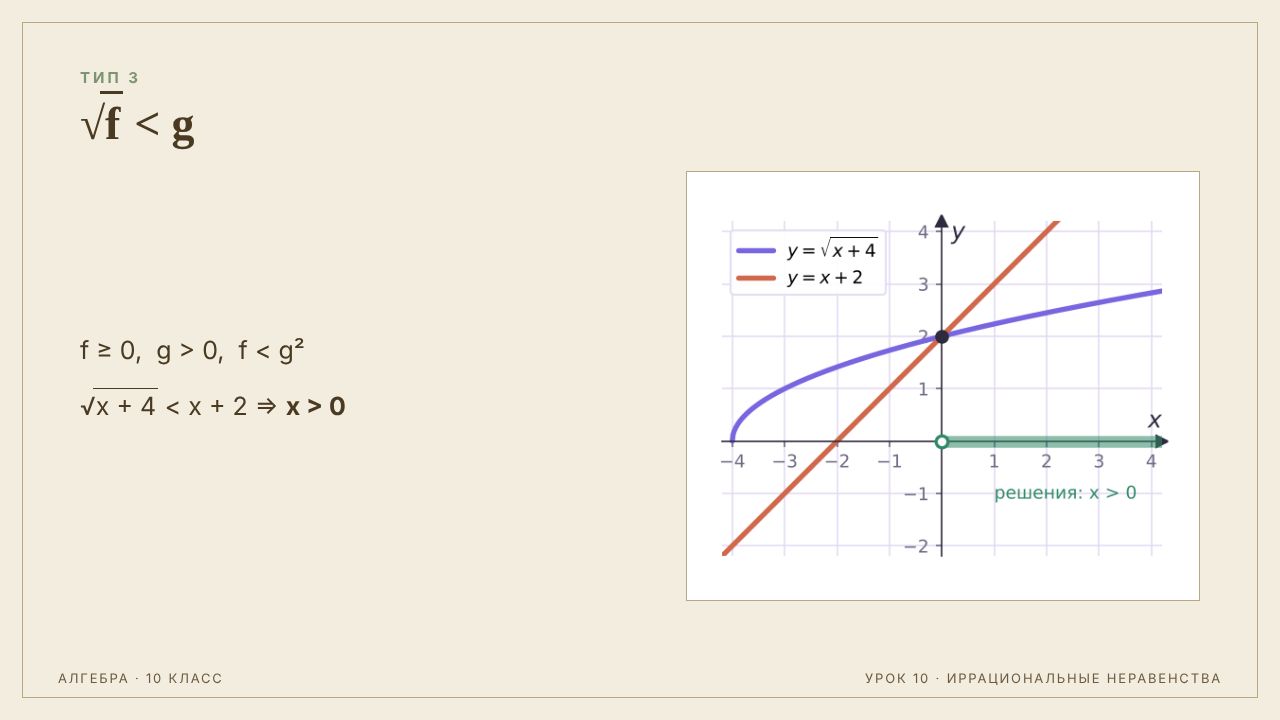 ТИП 3
√f < g
f ≥ 0, g > 0, f < g²
√x + 4 < x + 2 ⇒ x > 0
y = √x + 4
y = x + 2
y
4
3
2
1
x
−4 −3 −2 −1 1 2 3 4
−1
решения: x > 0
−2
АЛГЕБРА · 10 КЛАСС
УРОК 10 · ИРРАЦИОНАЛЬНЫЕ НЕРАВЕНСТВА